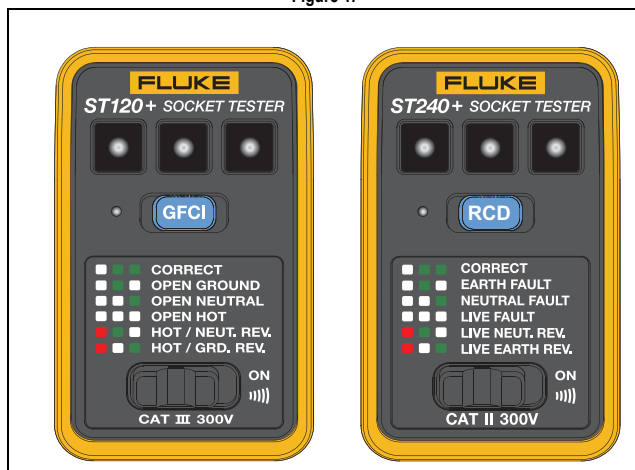 Figure 1.
FLUKE
ST120+ SOCKET TESTER
GFCI
CORRECT
OPEN GROUND
OPEN NEUTRAL
OPEN HOT
HOT / NEUT. REV.
HOT / GRD. REV.
ON
CAT III 300V
FLUKE
ST240+ SOCKET TESTER
RCD
CORRECT
EARTH FAULT
NEUTRAL FAULT
LIVE FAULT
LIVE NEUT. REV.
LIVE EARTH REV.
ON
CAT II 300V